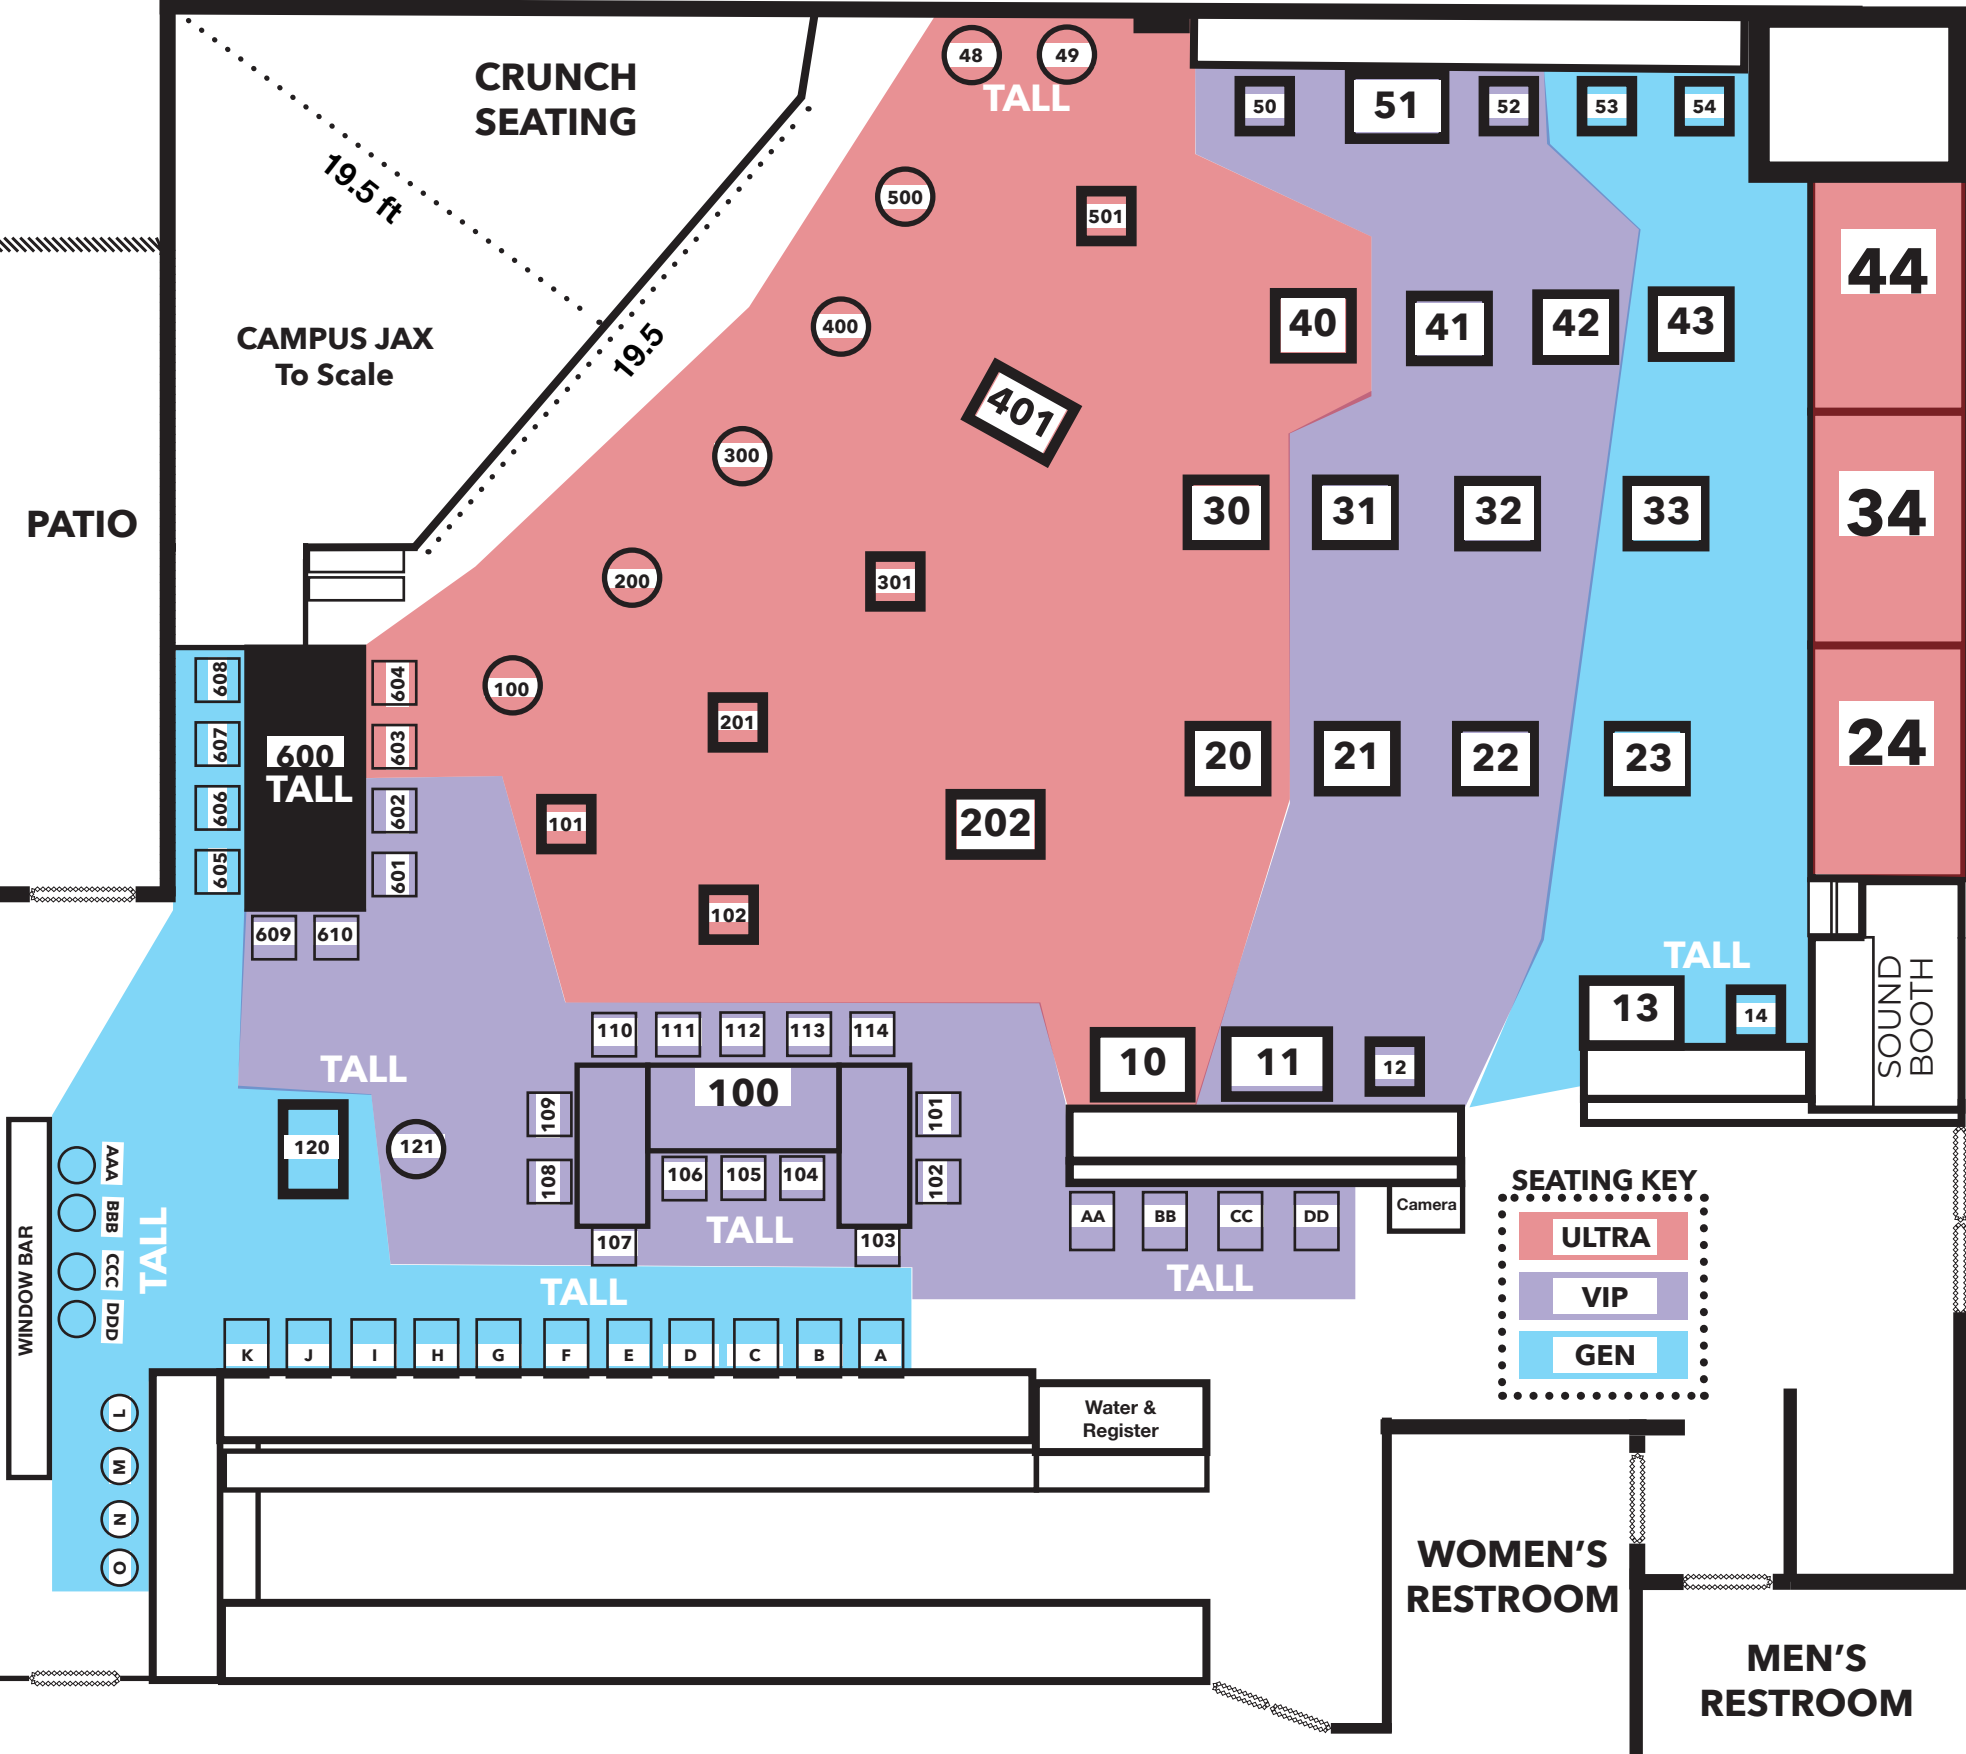 48
49
TALL
CRUNCH
SEATING
50
51
52
53
54
19.5 ft
500
501
44
CAMPUS JAX
To Scale
19.5
400
401
40
41
42
43
PATIO
300
30
31
32
33
34
200
301
608
604
100
201
607
600
TALL
603
20
21
22
23
24
606
602
101
202
605
601
102
609
610
TALL
SOUND
BOOTH
110
111
112
113
114
13
14
TALL
10
11
12
100
109
101
120
121
108
106
105
104
102
TALL
107
103
AAA
BBB
CCC
DDD
TALL
WINDOW BAR
AA
BB
CC
DD
Camera
TALL
SEATING KEY
ULTRA
VIP
GEN
TALL
K
J
I
H
G
F
E
D
C
B
A
L
M
N
O
Water &
Register
WOMEN’S
RESTROOM
MEN’S
RESTROOM